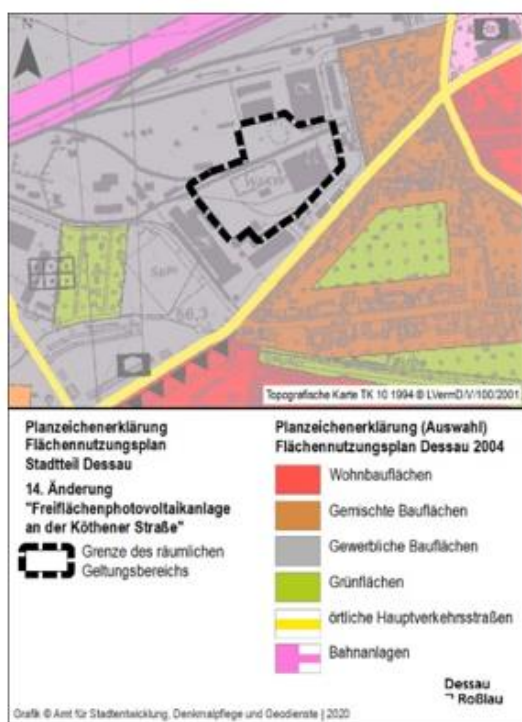 N
56,3
Topografische Karte TK 10 1994 © LVermD/V/100/2001
Planzeichenerklärung
Flächennutzungsplan
Stadtteil Dessau
14. Änderung
"Freiflächenphotovoltaikanlage
an der Köthener Straße"
Grenze des räumlichen
Geltungsbereichs
Planzeichenerklärung (Auswahl)
Flächennutzungsplan Dessau 2004
Wohnbauflächen
Gemischte Bauflächen
Gewerbliche Bauflächen
Grünflächen
örtliche Hauptverkehrsstraßen
Bahnanlagen
Dessau
Roßlau
Grafik © Amt für Stadtentwicklung, Denkmalpflege und Geodienste | 2020